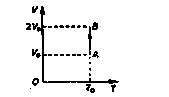 V
2V₀ B
V₀ A
O T₀ T